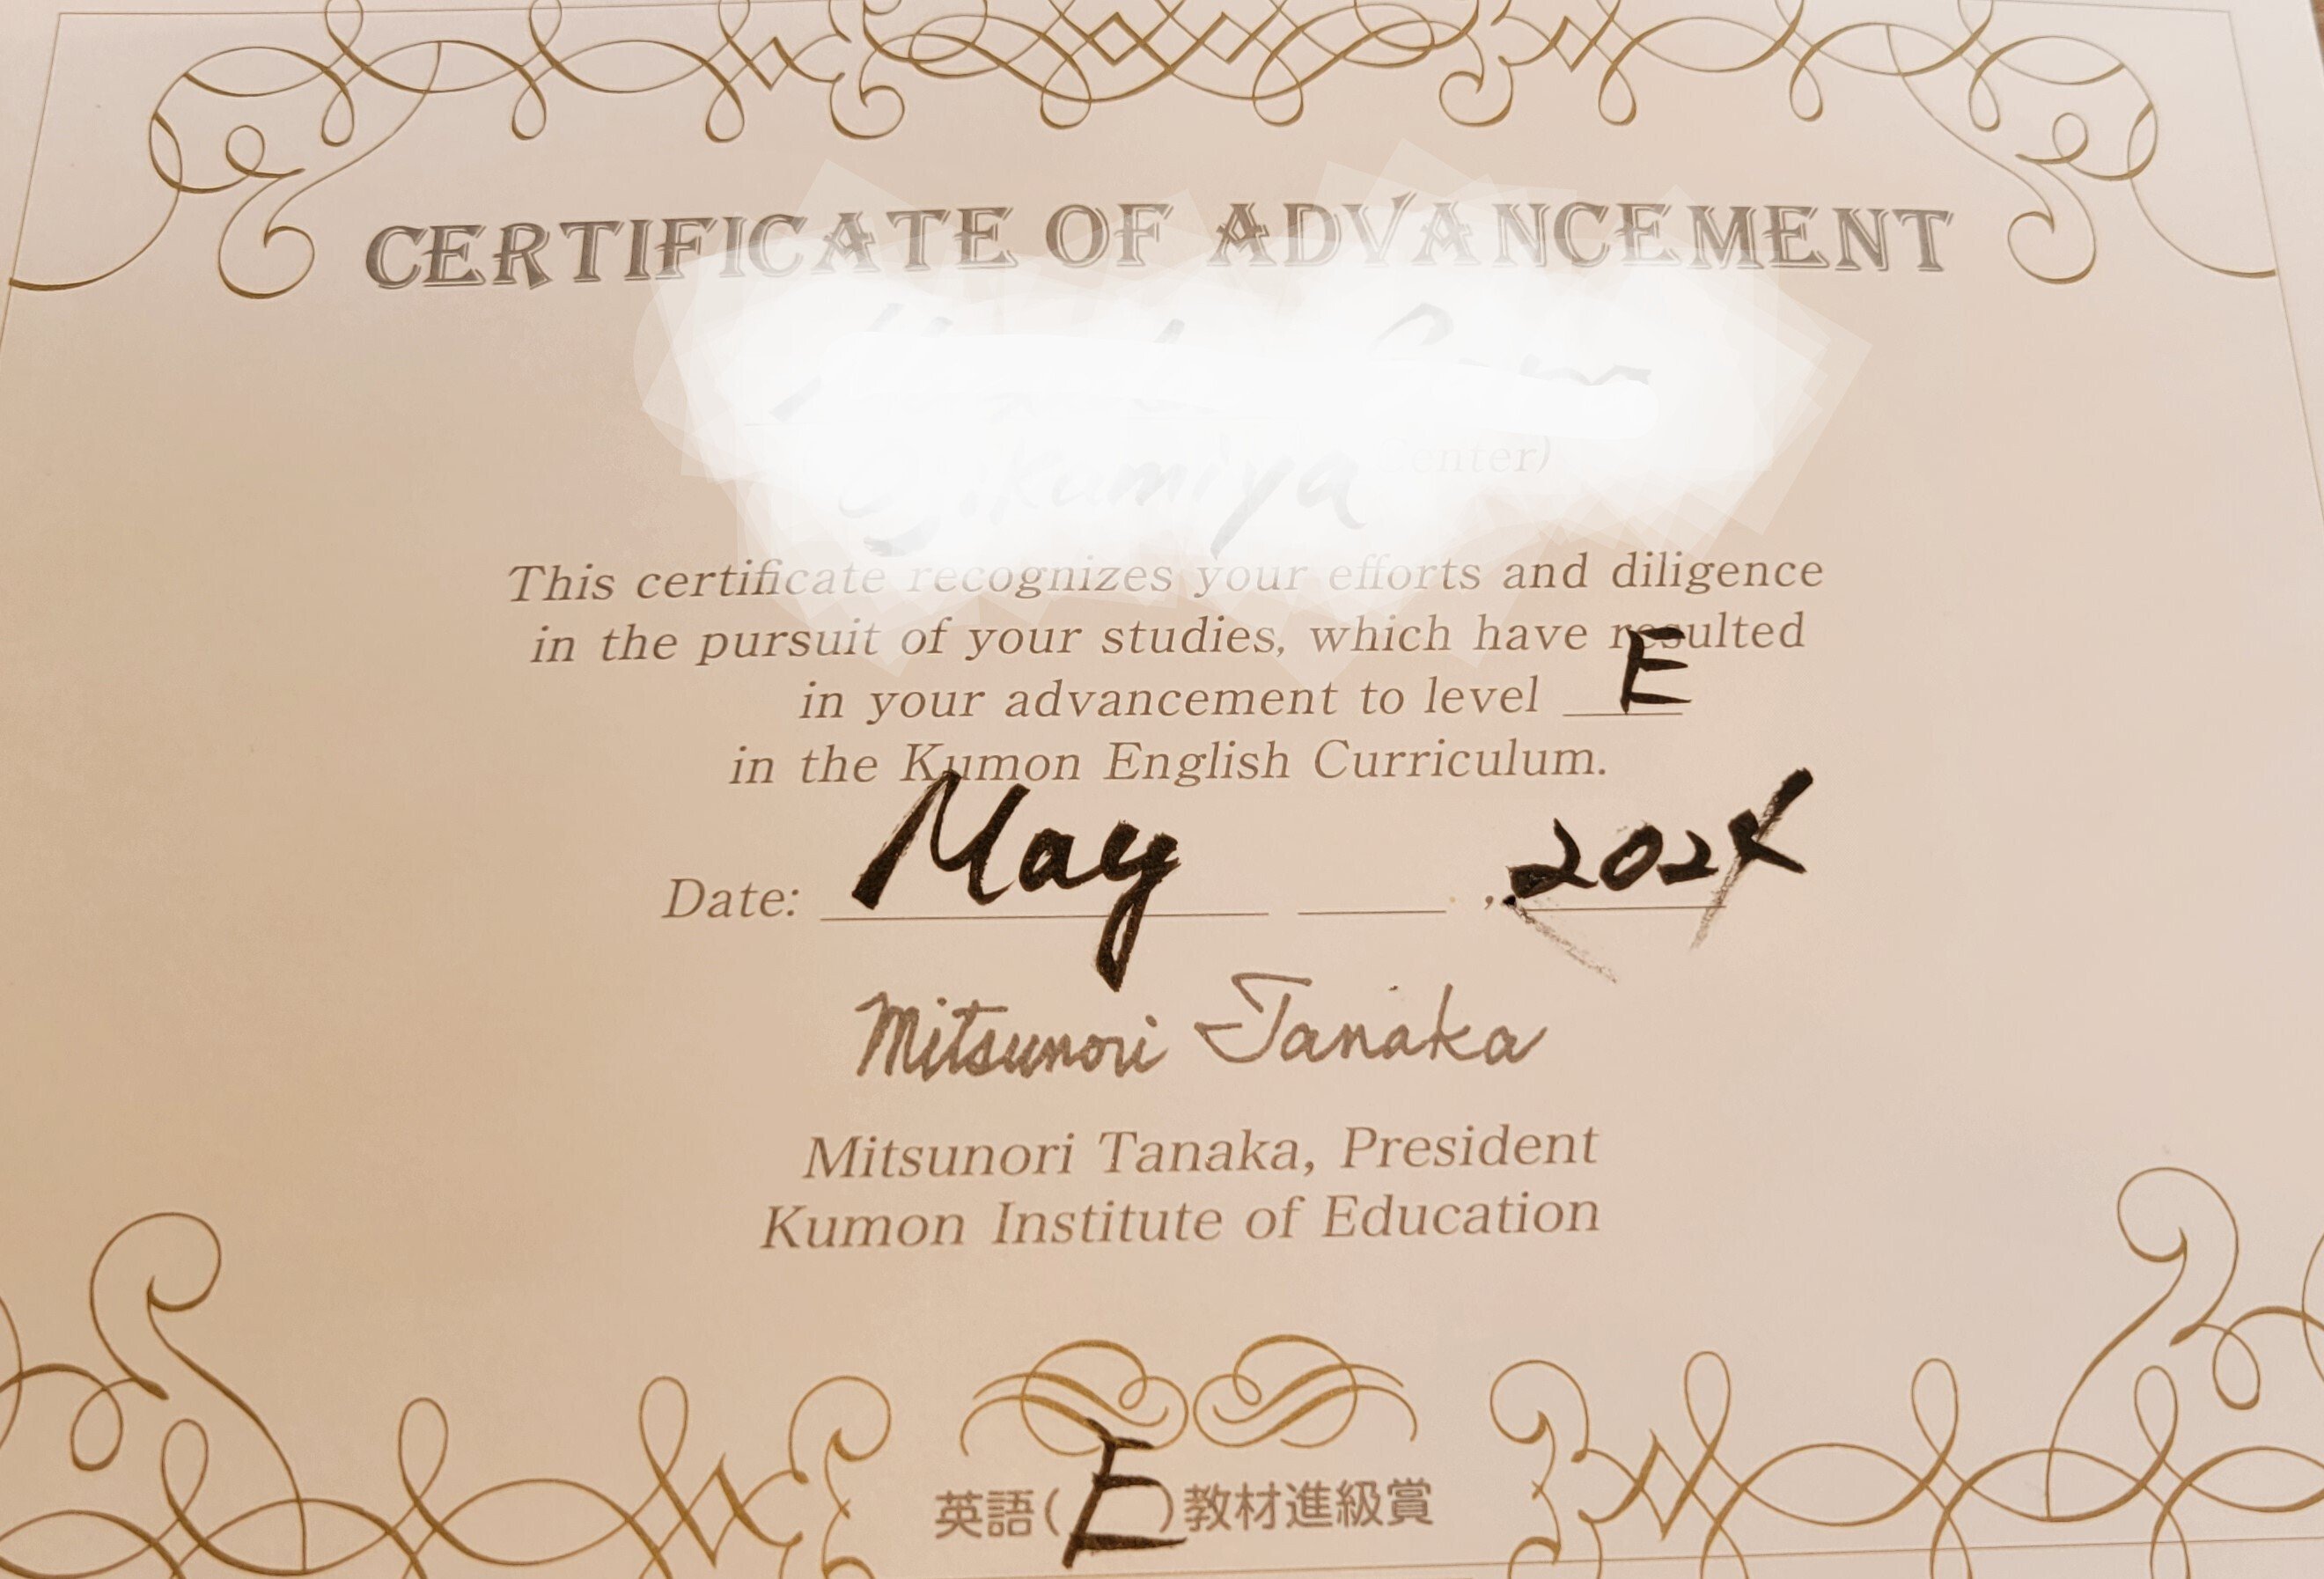 CERTIFICATE OF ADVANCEMENT
Center)
This certificate recognizes your efforts and diligence
in the pursuit of your studies, which have resulted
in your advancement to level E
in the Kumon English Curriculum.
Date: May , 2024
Mitsunori Tanaka
Mitsunori Tanaka, President
Kumon Institute of Education
英語(E)教材進級賞